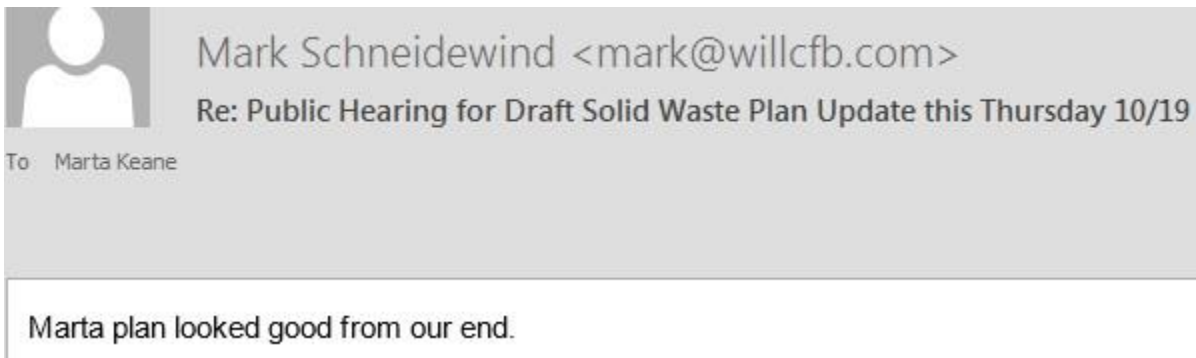 Mark Schneidewind <mark@willcfb.com>
Re: Public Hearing for Draft Solid Waste Plan Update this Thursday 10/19
To Marta Keane
Marta plan looked good from our end.